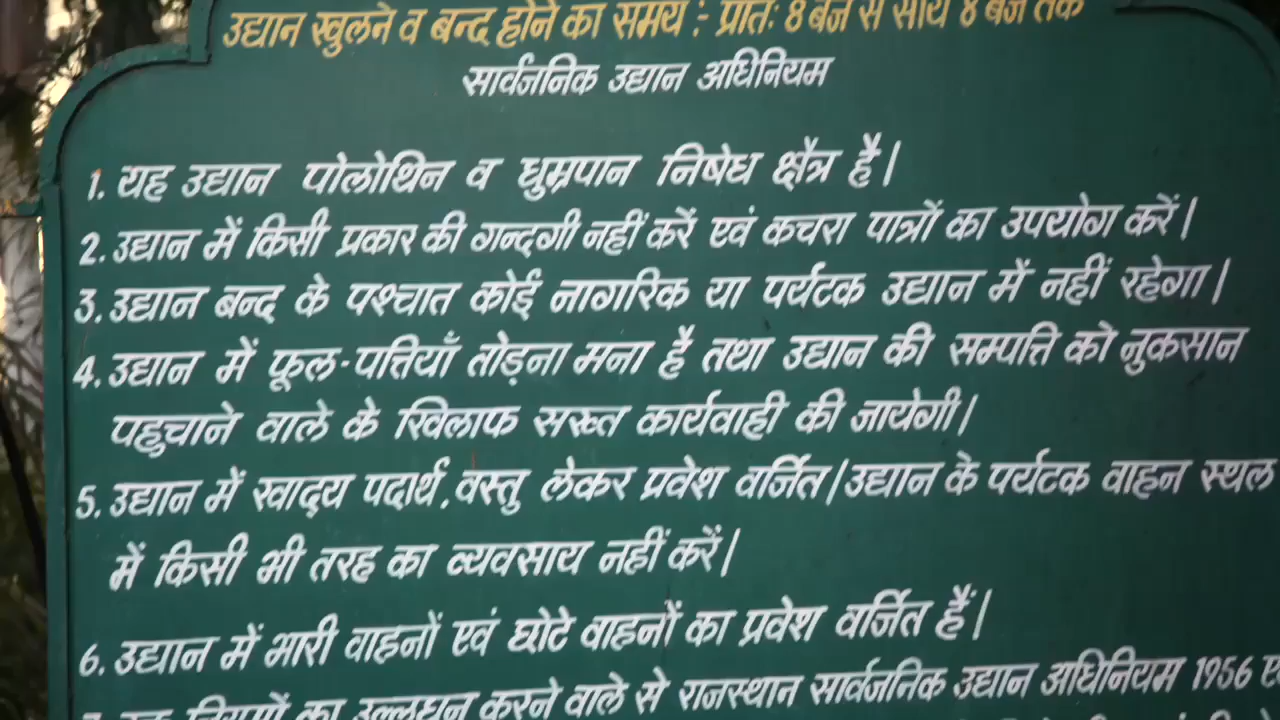 उद्यान खुलने व बन्द होने का समय :- प्रातः 8 बजे से सायं 8 बजे तक
सार्वजनिक उद्यान अधिनियम
1. यह उद्यान पोलोथिन व धुम्रपान निषेध क्षैत्र है।
2. उद्यान में किसी प्रकार की गन्दगी नहीं करें एवं कचरा पात्रों का उपयोग करें।
3. उद्यान बन्द के पश्चात कोई नागरिक या पर्यटक उद्यान में नहीं रहेगा।
4. उद्यान में फूल-पत्तियाँ तोड़ना मना है तथा उद्यान की सम्पत्ति को नुकसान
पहुचाने वाले के खिलाफ सख्त कार्यवाही की जायेगी।
5. उद्यान में खाद्य पदार्थ, वस्तु लेकर प्रवेश वर्जित।उद्यान के पर्यटक वाहन स्थल
में किसी भी तरह का व्यवसाय नहीं करें।
6. उद्यान में भारी वाहनों एवं छोटे वाहनों का प्रवेश वर्जित हैं।
नियमों का उल्लघन करने वाले से राजस्थान सार्वजनिक उद्यान अधिनियम 1956